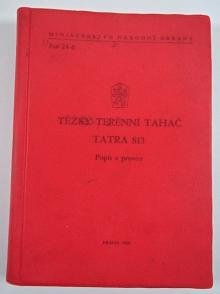 MINISTERSTVO NÁRODNÍ OBRANY
TĚŽKÝ TERÉNNÍ TAHAČ
TATRA 813
Popis a provoz
PRAHA